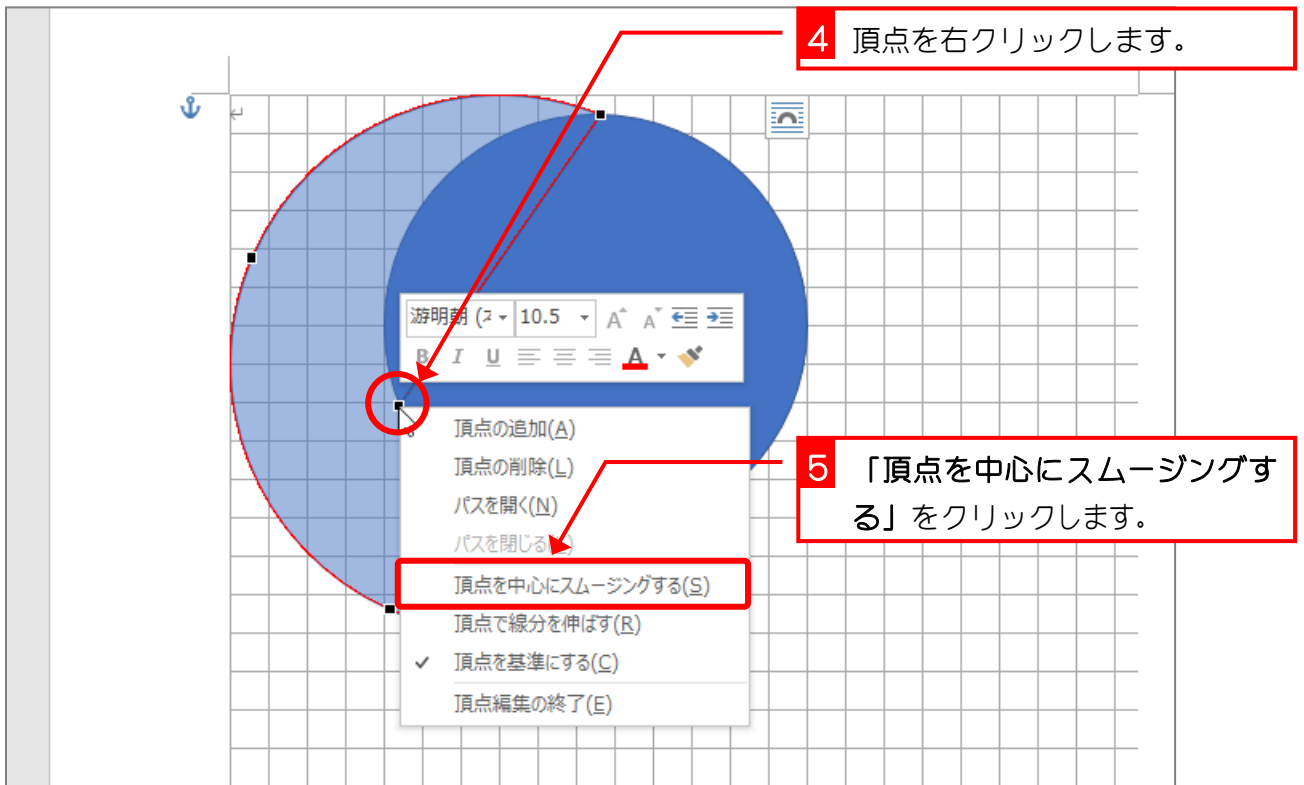 4 頂点を右クリックします。
游明朝 (ｽ 10.5 A A
B I U A
頂点の追加(A)
頂点の削除(L)
パスを開く(N)
パスを閉じる
5 「頂点を中心にスムージングす
る」をクリックします。
頂点を中心にスムージングする(S)
頂点で線分を伸ばす(R)
✓ 頂点を基準にする(C)
頂点編集の終了(E)